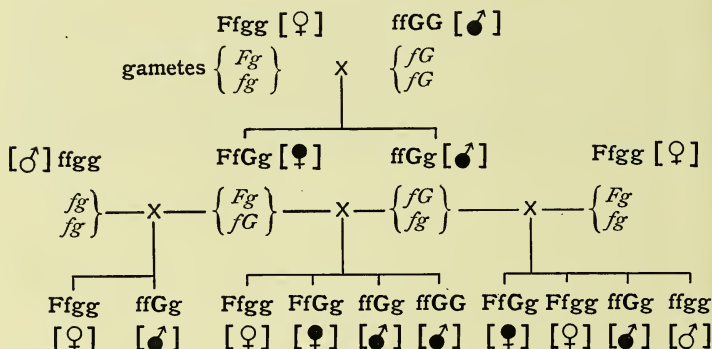 Ffgg [♀] ffGG [♂]
gametes { Fg } × { fG
fg fG
[♂] ffgg FfGg [♀] ffGg [♂] Ffgg [♀]
fg } × { Fg × { fG × { Fg
fg fG fg fg
Ffgg ffGg Ffgg FfGg ffGg ffGG FfGg Ffgg ffGg ffgg
[♀] [♂] [♀] [♀] [♂] [♂] [♀] [♀] [♂] [♂]